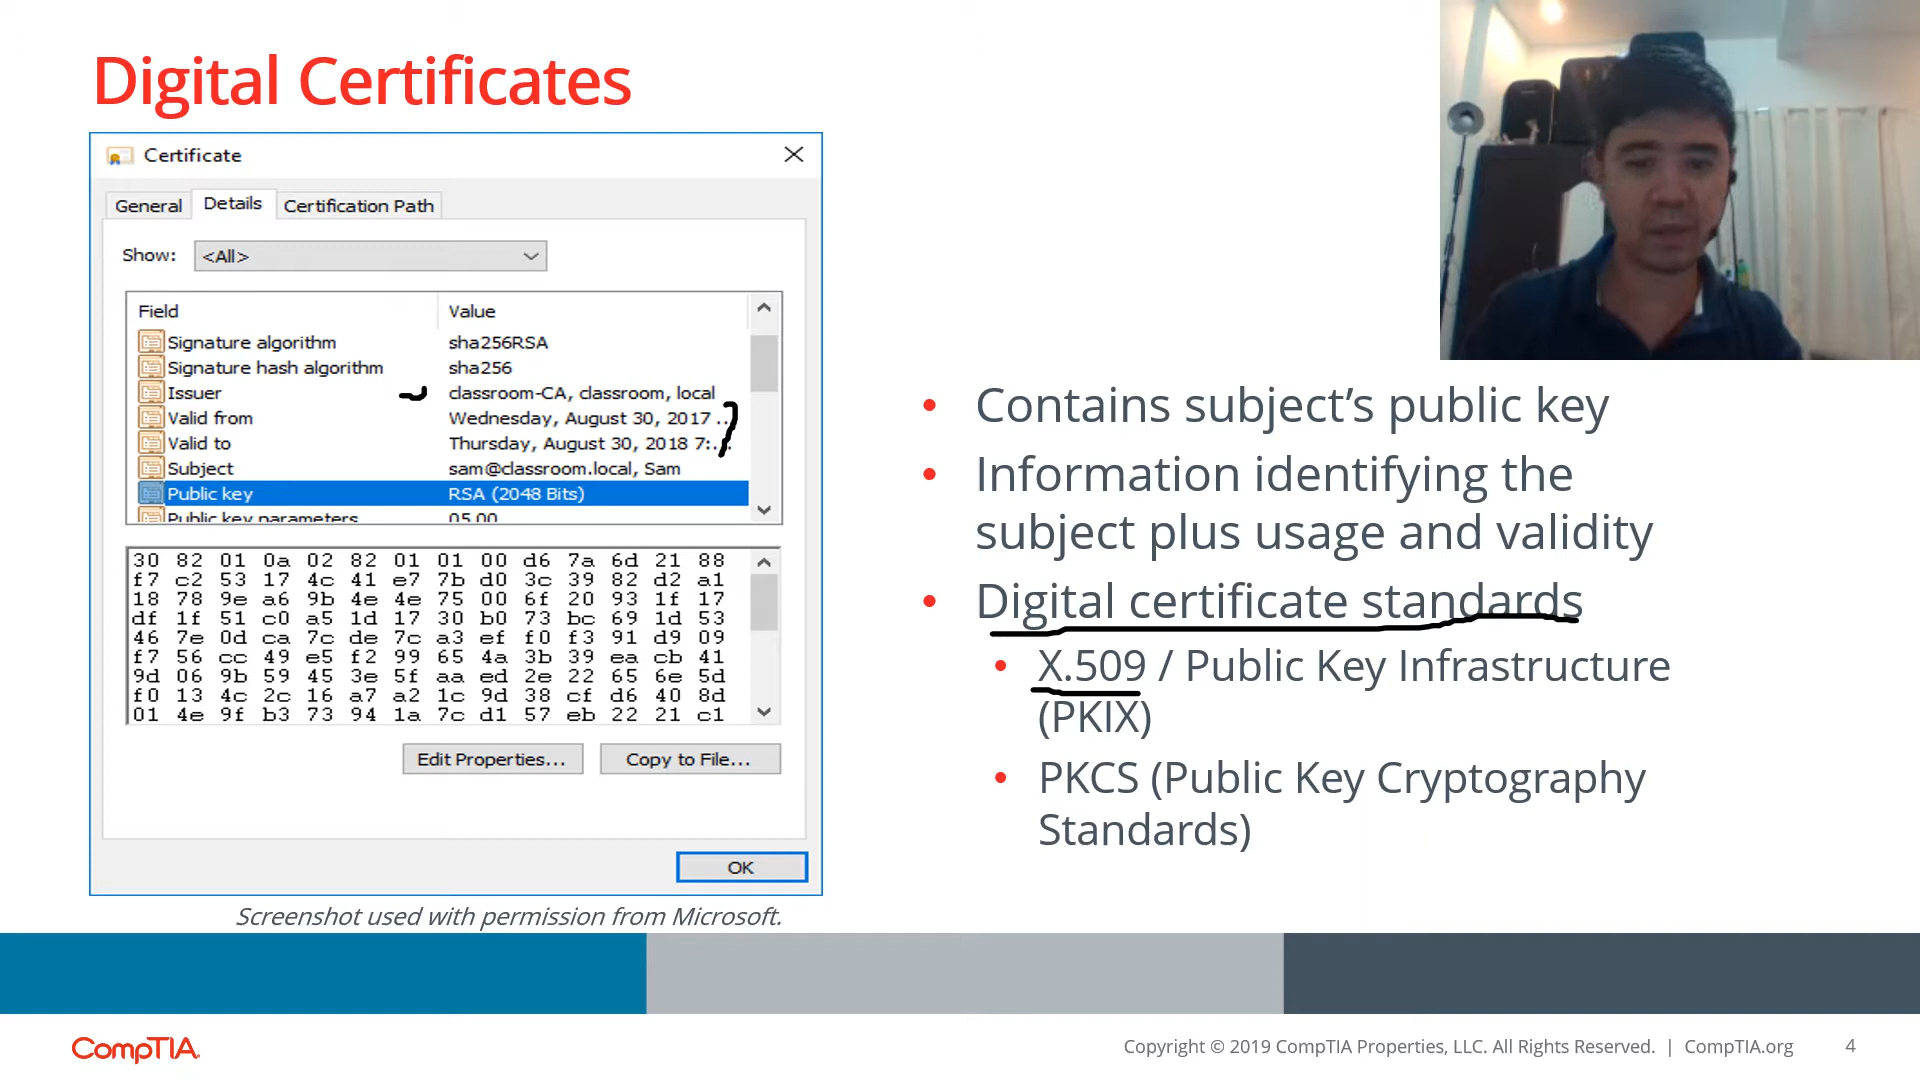 Digital Certificates
Certificate
General Details Certification Path
Show: <All>
Field Value
Signature algorithm sha256RSA
Signature hash algorithm sha256
Issuer classroom-CA, classroom, local
Valid from Wednesday, August 30, 2017 ...
Valid to Thursday, August 30, 2018 7:...
Subject sam@classroom.local, Sam
Public key RSA (2048 Bits)
Public key parameters 05 00
30 82 01 0a 02 82 01 01 00 d6 7a 6d 21 88
f7 c2 53 17 4c 41 e7 7b d0 3c 39 82 d2 a1
18 78 9e a6 9b 4e 4e 75 00 6f 20 93 1f 17
df 1f 51 c0 a5 1d 17 30 b0 73 bc 69 1d 53
46 7e 0d ca 7c de 7c a3 ef f0 f3 91 d9 09
f7 56 cc 49 e5 f2 99 65 4a 3b 39 ea cb 41
9d 06 9b 59 45 3e 5f aa ed 2e 22 65 6e 5d
f0 13 4c 2c 16 a7 a2 1c 9d 38 cf d6 40 8d
01 4e 9f b3 73 94 1a 7c d1 57 eb 22 21 c1
Edit Properties... Copy to File...
OK
Screenshot used with permission from Microsoft.
• Contains subject's public key
• Information identifying the
subject plus usage and validity
• Digital certificate standards
• X.509 / Public Key Infrastructure
(PKIX)
• PKCS (Public Key Cryptography
Standards)
CompTIA.
Copyright © 2019 CompTIA Properties, LLC. All Rights Reserved. | CompTIA.org 4